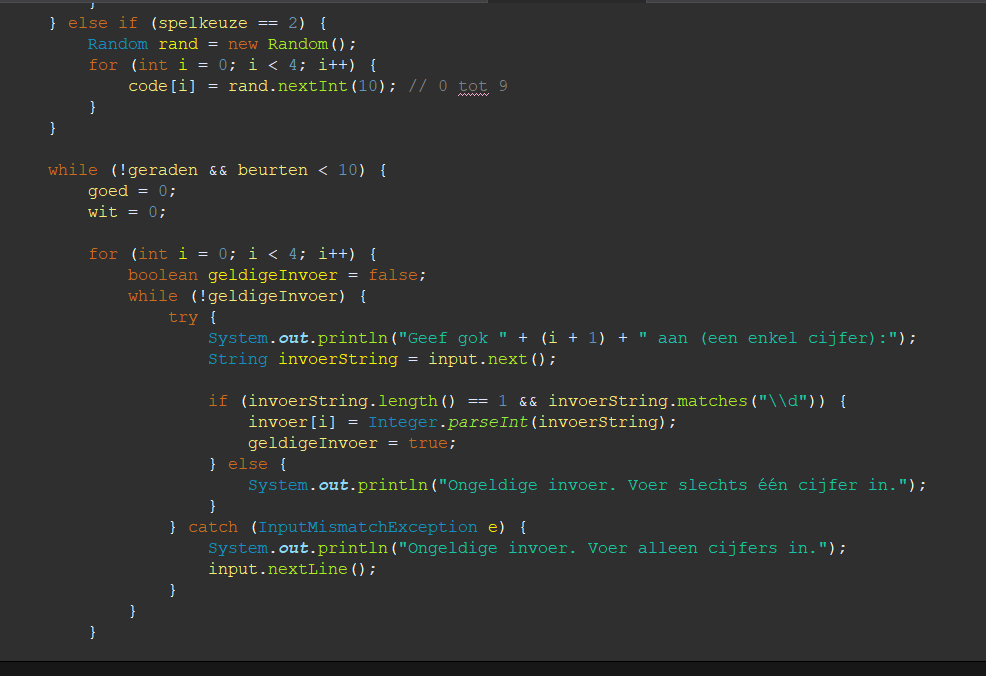 }
} else if (spelkeuze == 2) {
Random rand = new Random();
for (int i = 0; i < 4; i++) {
code[i] = rand.nextInt(10); // 0 tot 9
}
}
while (!geraden && beurten < 10) {
goed = 0;
wit = 0;
for (int i = 0; i < 4; i++) {
boolean geldigeInvoer = false;
while (!geldigeInvoer) {
try {
System.out.println("Geef gok " + (i + 1) + " aan (een enkel cijfer):");
String invoerString = input.next();
if (invoerString.length() == 1 && invoerString.matches("\\d")) {
invoer[i] = Integer.parseInt(invoerString);
geldigeInvoer = true;
} else {
System.out.println("Ongeldige invoer. Voer slechts één cijfer in.");
}
} catch (InputMismatchException e) {
System.out.println("Ongeldige invoer. Voer alleen cijfers in.");
input.nextLine();
}
}
}